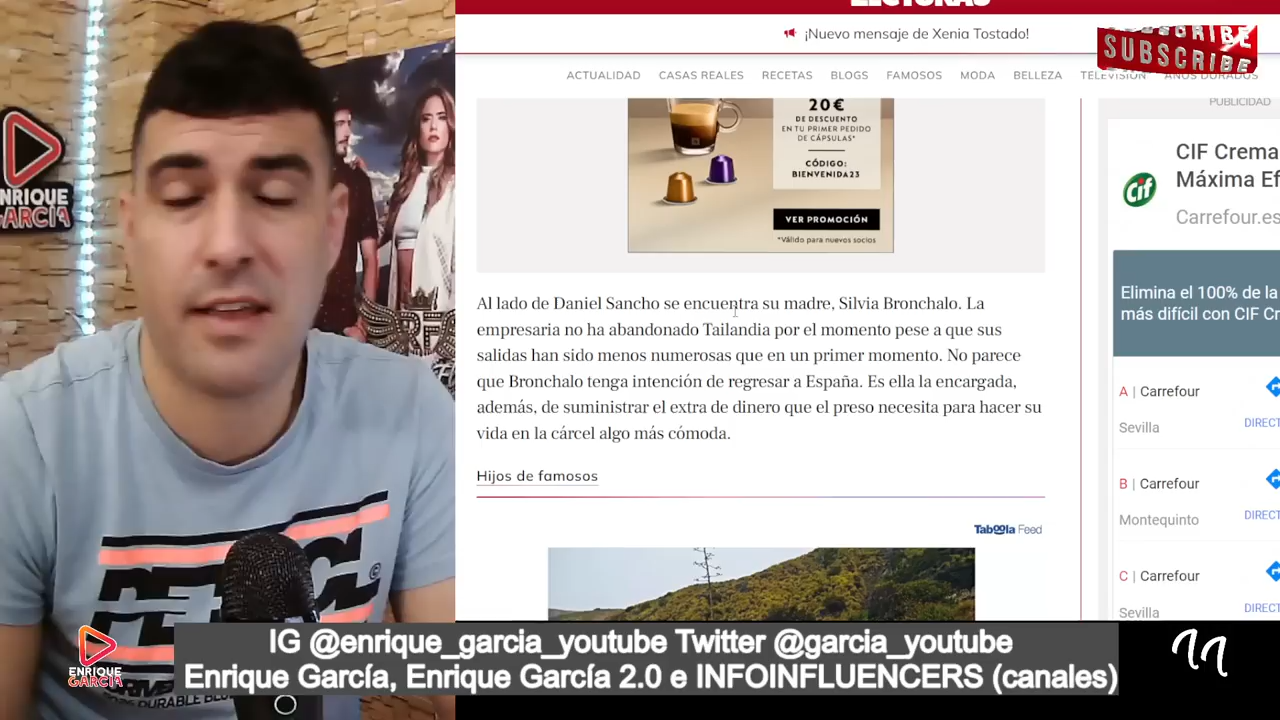 LECTURAS
¡Nuevo mensaje de Xenia Tostado!
SUBSCRIBE
SUBSCRIBE
ACTUALIDAD CASAS REALES RECETAS BLOGS FAMOSOS MODA BELLEZA TELEVISIÓN AÑOS DORADOS
PUBLICIDAD
20€
DE DESCUENTO
EN TU PRIMER PEDIDO
DE CÁPSULAS*
CÓDIGO:
BIENVENIDA23
VER PROMOCIÓN
*Válido para nuevos socios
CIF Crema
Máxima Ef
Cif
Carrefour.es
Elimina el 100% de la
más difícil con CIF Cr
A | Carrefour
Sevilla
DIRECT
B | Carrefour
Montequinto
DIRECT
C | Carrefour
Sevilla
DIRECT
Al lado de Daniel Sancho se encuentra su madre, Silvia Bronchalo. La
empresaria no ha abandonado Tailandia por el momento pese a que sus
salidas han sido menos numerosas que en un primer momento. No parece
que Bronchalo tenga intención de regresar a España. Es ella la encargada,
además, de suministrar el extra de dinero que el preso necesita para hacer su
vida en la cárcel algo más cómoda.
Hijos de famosos
Taboola Feed
ENRIQUE
GARCÍA
IG @enrique_garcia_youtube Twitter @garcia_youtube
Enrique García, Enrique García 2.0 e INFOINFLUENCERS (canales)
ENRIQUE
GARCÍA